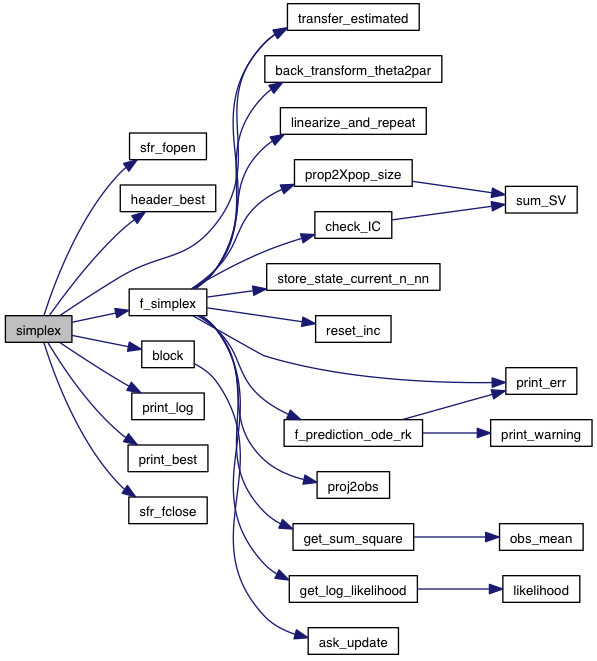 simplex
sfr_fopen
header_best
f_simplex
block
print_log
print_best
sfr_fclose
transfer_estimated
back_transform_theta2par
linearize_and_repeat
prop2Xpop_size
check_IC
store_state_current_n_nn
reset_inc
f_prediction_ode_rk
proj2obs
get_sum_square
get_log_likelihood
ask_update
sum_SV
print_err
print_warning
obs_mean
likelihood